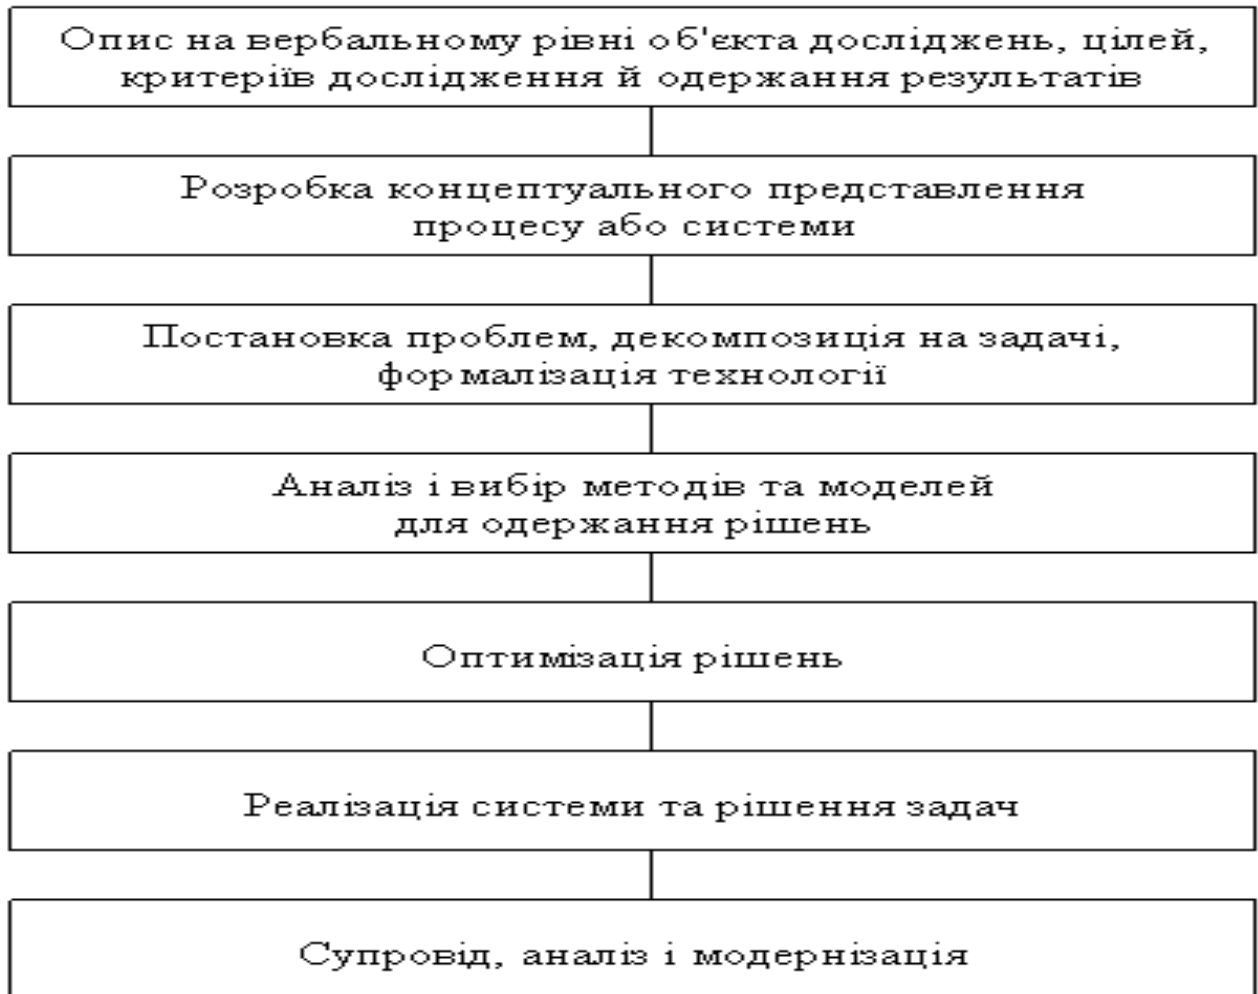 Опис на вербальному рівні об'єкта досліджень, цілей,
критеріїв дослідження й одержання результатів
Розробка концептуального представлення
процесу або системи
Постановка проблем, декомпозиція на задачі,
формалізація технології
Аналіз і вибір методів та моделей
для одержання рішень
Оптимізація рішень
Реалізація системи та рішення задач
Супровід, аналіз і модернізація